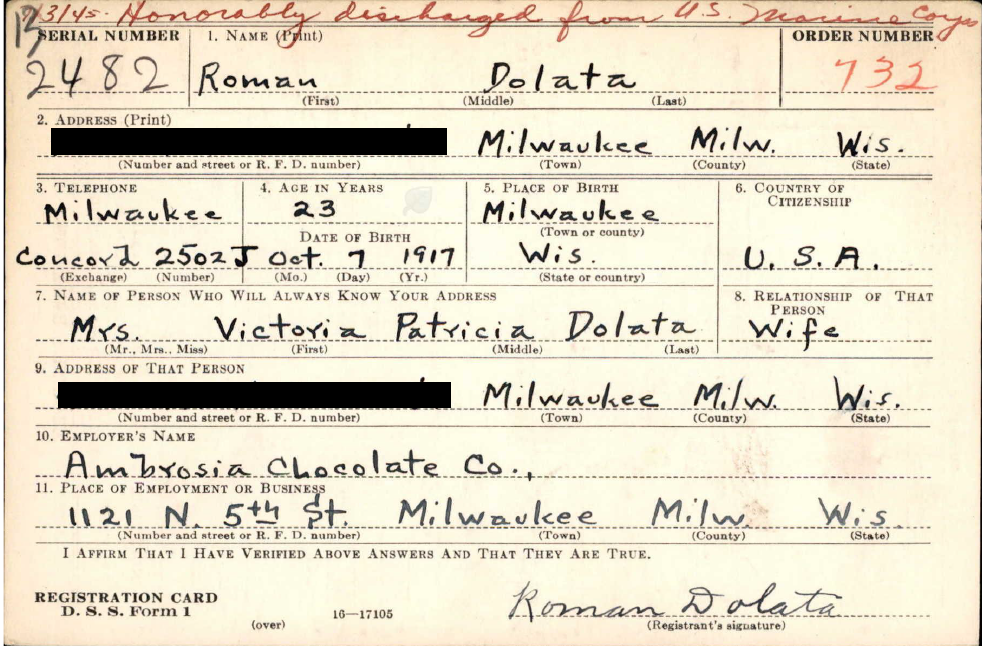 7/3/45- Honorably discharged from U.S. Marine Corps
SERIAL NUMBER 1. NAME (Print) ORDER NUMBER
2482 Roman Dolata 732
(First) (Middle) (Last)
2. ADDRESS (Print)
Milwaukee Milw. Wis.
(Number and street or R. F. D. number) (Town) (County) (State)
3. TELEPHONE 4. AGE IN YEARS 5. PLACE OF BIRTH 6. COUNTRY OF CITIZENSHIP
Milwaukee 23 Milwaukee
DATE OF BIRTH (Town or county)
Concord 2502 J Oct. 7 1917 Wis. U. S. A.
(Exchange) (Number) (Mo.) (Day) (Yr.) (State or country)
7. NAME OF PERSON WHO WILL ALWAYS KNOW YOUR ADDRESS 8. RELATIONSHIP OF THAT PERSON
Mrs. Victoria Patricia Dolata Wife
(Mr., Mrs., Miss) (First) (Middle) (Last)
9. ADDRESS OF THAT PERSON
Milwaukee Milw. Wis.
(Number and street or R. F. D. number) (Town) (County) (State)
10. EMPLOYER'S NAME
Ambrosia Chocolate Co.,
11. PLACE OF EMPLOYMENT OR BUSINESS
1121 N. 5th St. Milwaukee Milw. Wis.
(Number and street or R. F. D. number) (Town) (County) (State)
I AFFIRM THAT I HAVE VERIFIED ABOVE ANSWERS AND THAT THEY ARE TRUE.
REGISTRATION CARD
D. S. S. Form 1 16—17105 Roman Dolata
(over) (Registrant's signature)